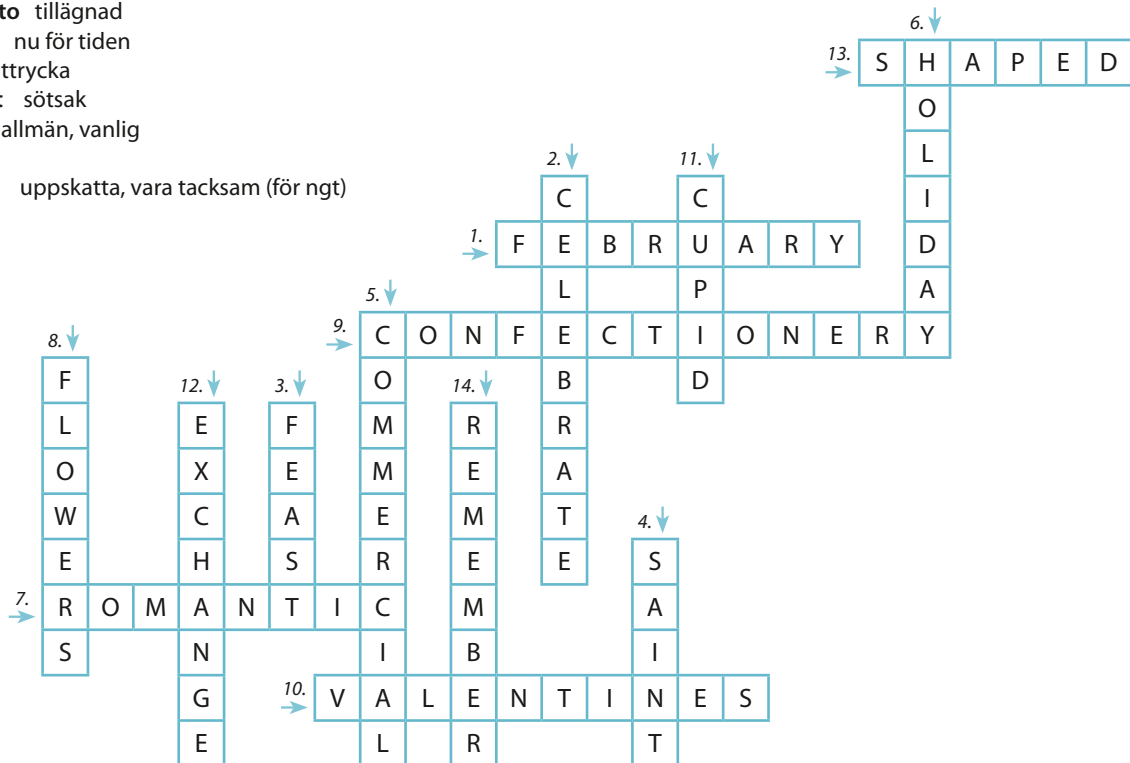 to tillägnad
nu för tiden
ttrycka
: sötsak
allmän, vanlig
uppskatta, vara tacksam (för ngt)
6.
13. S H A P E D
O
L
2. 11.
C C I
1. F E B R U A R Y D
L P A
5.
9. C O N F E C T I O N E R Y
8.
F O B D
12. 3. 14.
L E F M R R
O X E M E A
W C A E M T
4.
E H S R E E S
7. R O M A N T I C M A
S N I B I
10. G V A L E N T I N E S
E L R T